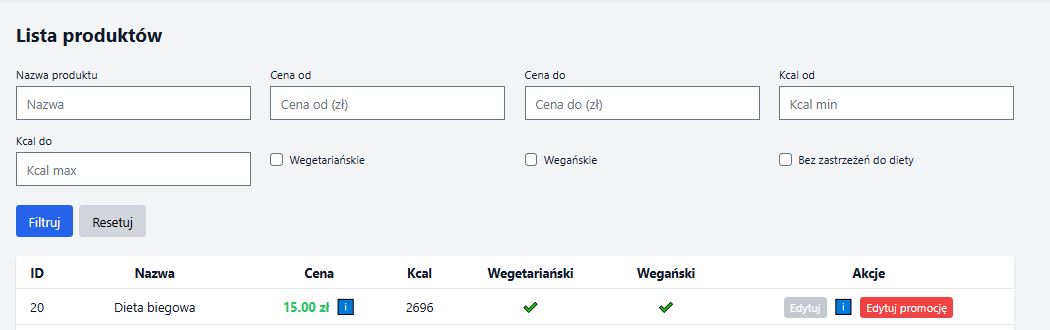 Lista produktów
Nazwa produktu Cena od Cena do Kcal od
Nazwa Cena od (zł) Cena do (zł) Kcal min
Kcal do
Kcal max Wegetariańskie Wegańskie Bez zastrzeżeń do diety
Filtruj Resetuj
ID Nazwa Cena Kcal Wegetariański Wegański Akcje
20 Dieta biegowa 15.00 zł i 2696 Edytuj i Edytuj promocję